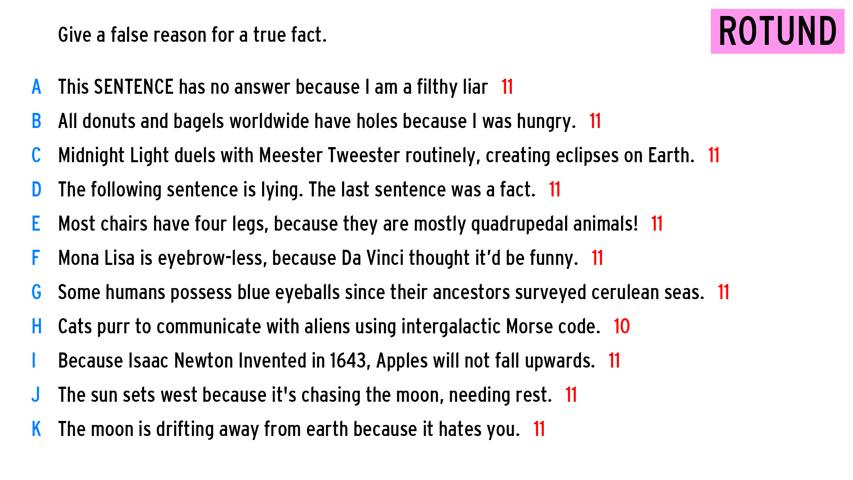 Give a false reason for a true fact.
ROTUND
A This SENTENCE has no answer because I am a filthy liar 11
B All donuts and bagels worldwide have holes because I was hungry. 11
C Midnight Light duels with Meester Tweester routinely, creating eclipses on Earth. 11
D The following sentence is lying. The last sentence was a fact. 11
E Most chairs have four legs, because they are mostly quadrupedal animals! 11
F Mona Lisa is eyebrow-less, because Da Vinci thought it'd be funny. 11
G Some humans possess blue eyeballs since their ancestors surveyed cerulean seas. 11
H Cats purr to communicate with aliens using intergalactic Morse code. 10
I Because Isaac Newton Invented in 1643, Apples will not fall upwards. 11
J The sun sets west because it's chasing the moon, needing rest. 11
K The moon is drifting away from earth because it hates you. 11